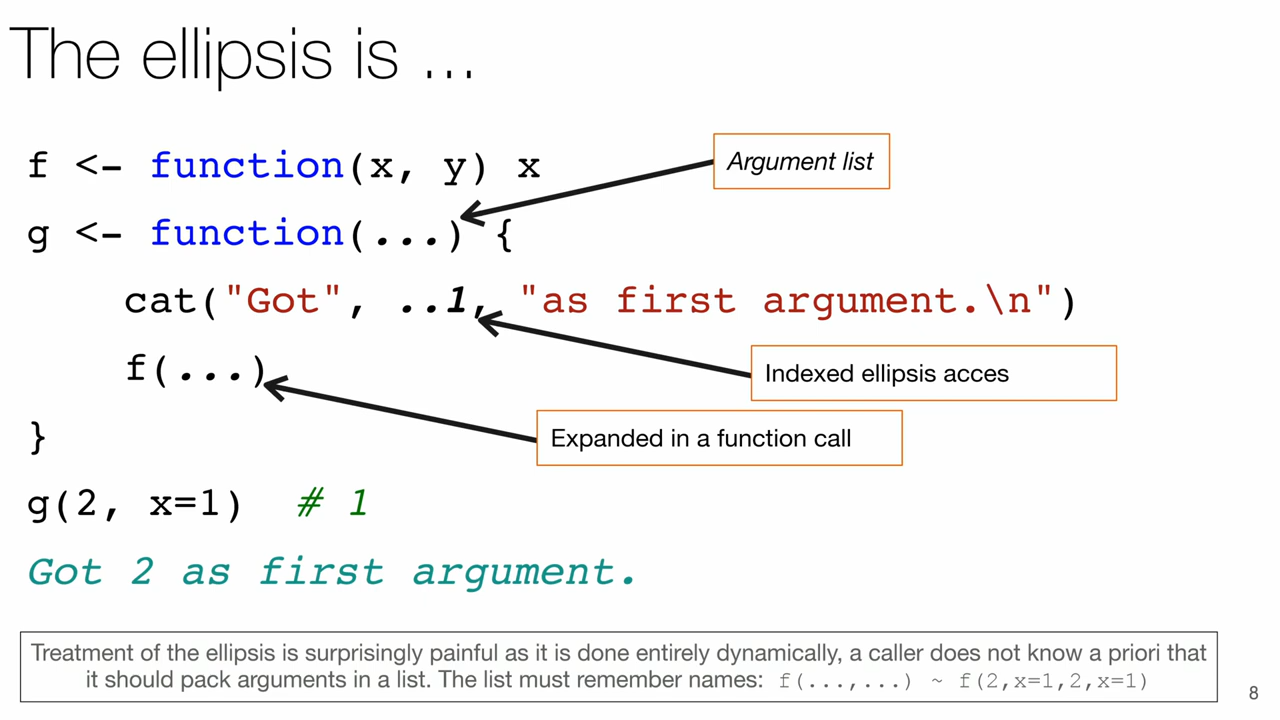 The ellipsis is ...
f <- function(x, y) x
Argument list
g <- function(...) {
cat("Got", ..1, "as first argument.\n")
f(...)
Indexed ellipsis acces
Expanded in a function call
}
g(2, x=1)  # 1
Got 2 as first argument.
Treatment of the ellipsis is surprisingly painful as it is done entirely dynamically, a caller does not know a priori that
it should pack arguments in a list. The list must remember names: f(...,...) ~ f(2,x=1,2,x=1)
8